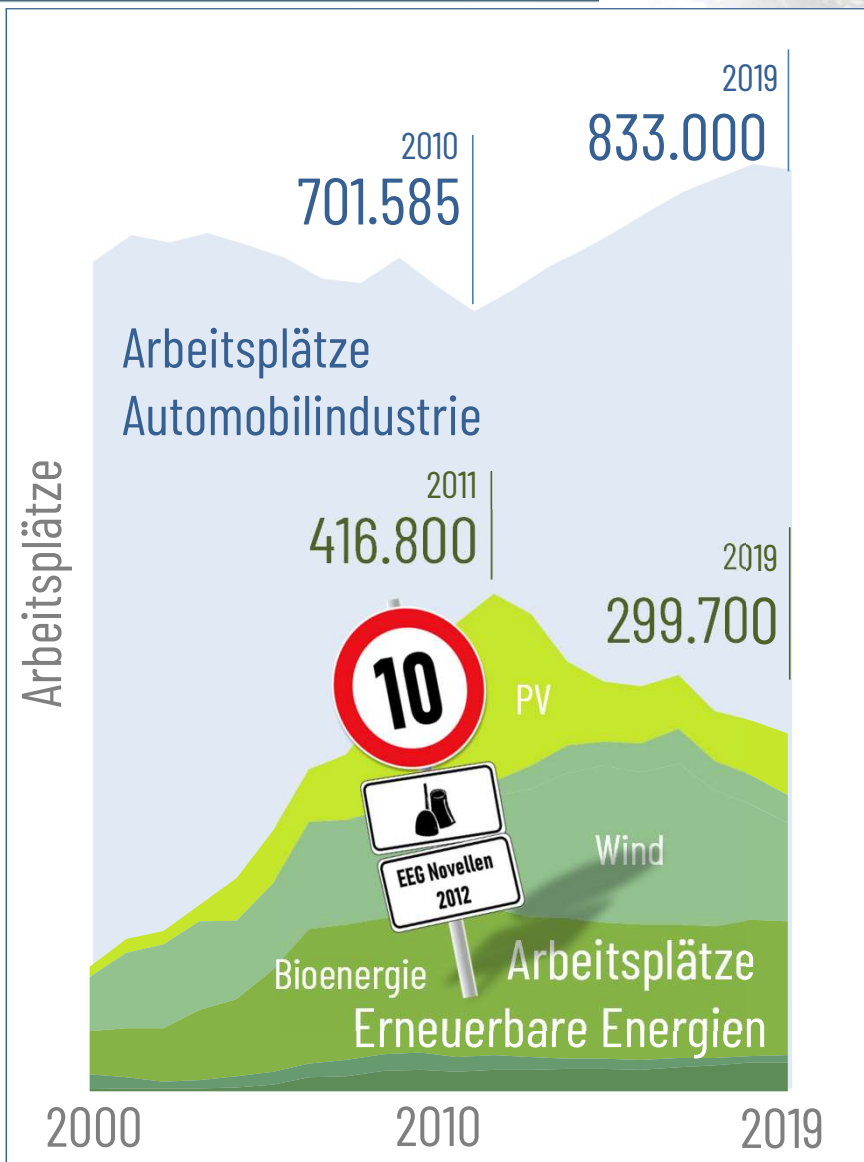 2019
833.000
2010
701.585
Arbeitsplätze
Automobilindustrie
Arbeitsplätze
2011
416.800
2019
299.700
10
PV
EEG Novellen
2012
Wind
Bioenergie
Arbeitsplätze
Erneuerbare Energien
2000
2010
2019